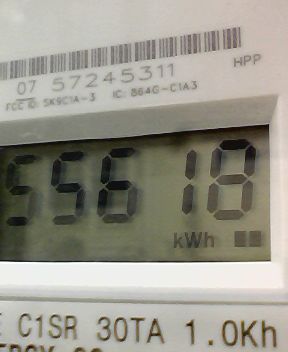 07 57245311
HPP
FCC ID: SK9C1A-3 IC: 864G-C1A3
55618
kWh
C1SR 30TA 1.0Kh